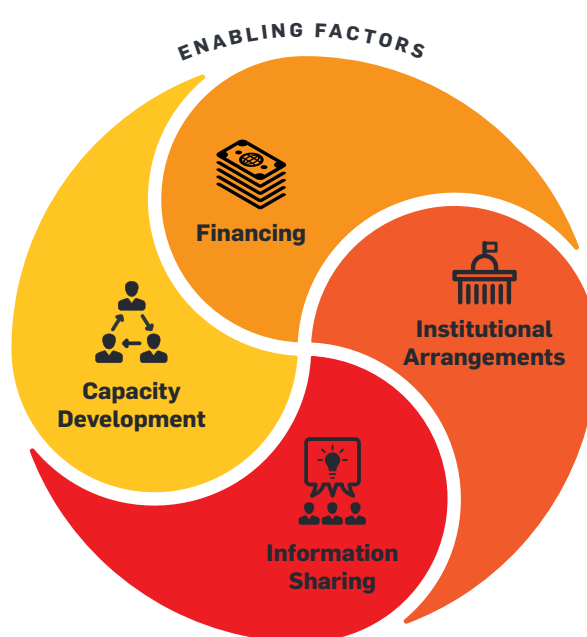 ENABLING FACTORS
Financing
Institutional
Arrangements
Capacity
Development
Information
Sharing